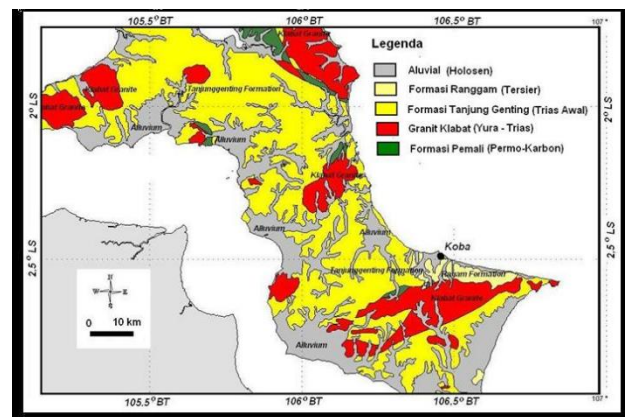 105.5° BT 106° BT 106.5° BT 107°
Klabat Granite
Legenda
Aluvial (Holosen)
Formasi Ranggam (Tersier)
Formasi Tanjung Genting (Trias Awal)
Granit Klabat (Yura - Trias)
Formasi Pemali (Permo-Karbon)
Klabat Granite
Tanjunggenting Formation
Klabat Granite
2° LS
2° LS
Alluvium
Alluvium
Klabat Granite
Alluvium
Alluvium
Koba
2.5° LS
2.5° LS
Tanjunggenting Formation
Formation
Klabat Granite
N
W E
S
0 10 km
Alluvium
105.5° BT 106° BT 106.5° BT 107°